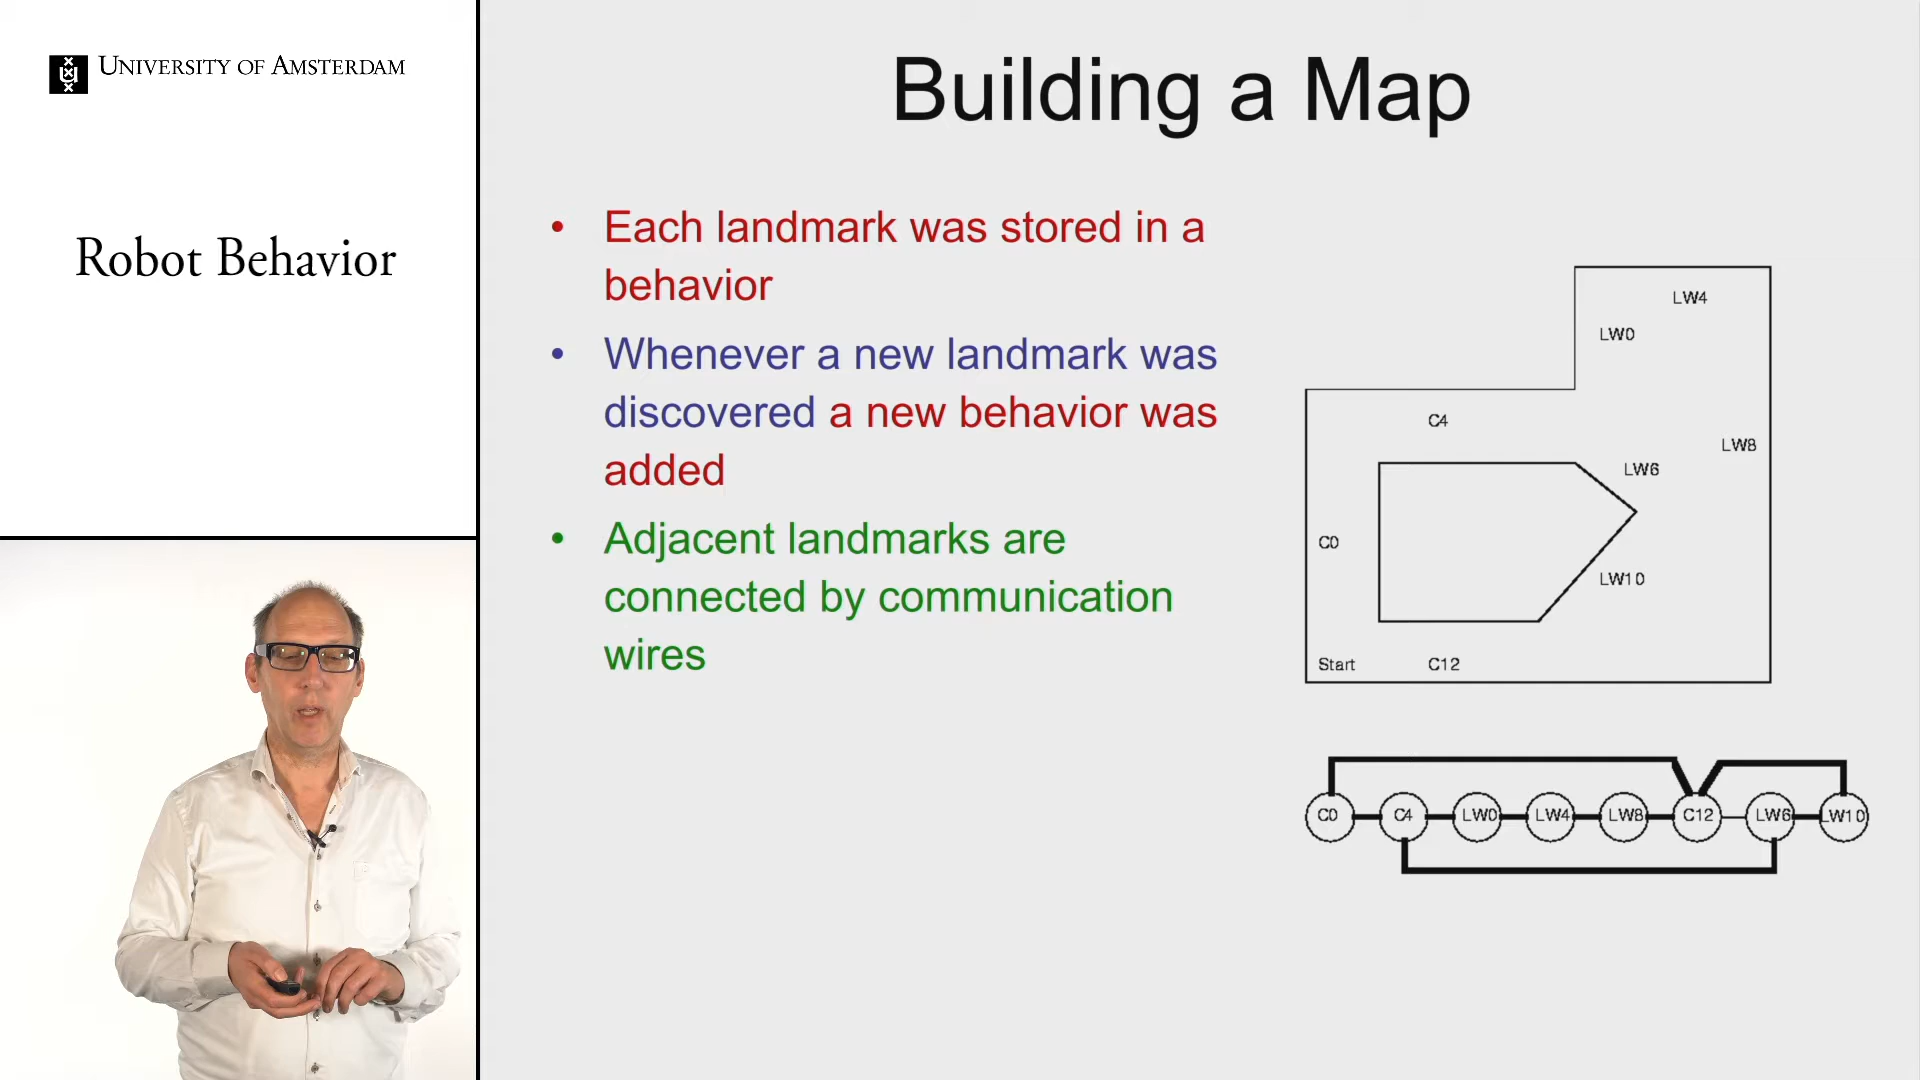 UNIVERSITY OF AMSTERDAM
Robot Behavior
Building a Map
• Each landmark was stored in a
behavior
• Whenever a new landmark was
discovered a new behavior was
added
• Adjacent landmarks are
connected by communication
wires
LW4
LW0
C4
LW8
LW6
C0
LW10
Start C12
C0 C4 LW0 LW4 LW8 C12 LW6 LW10